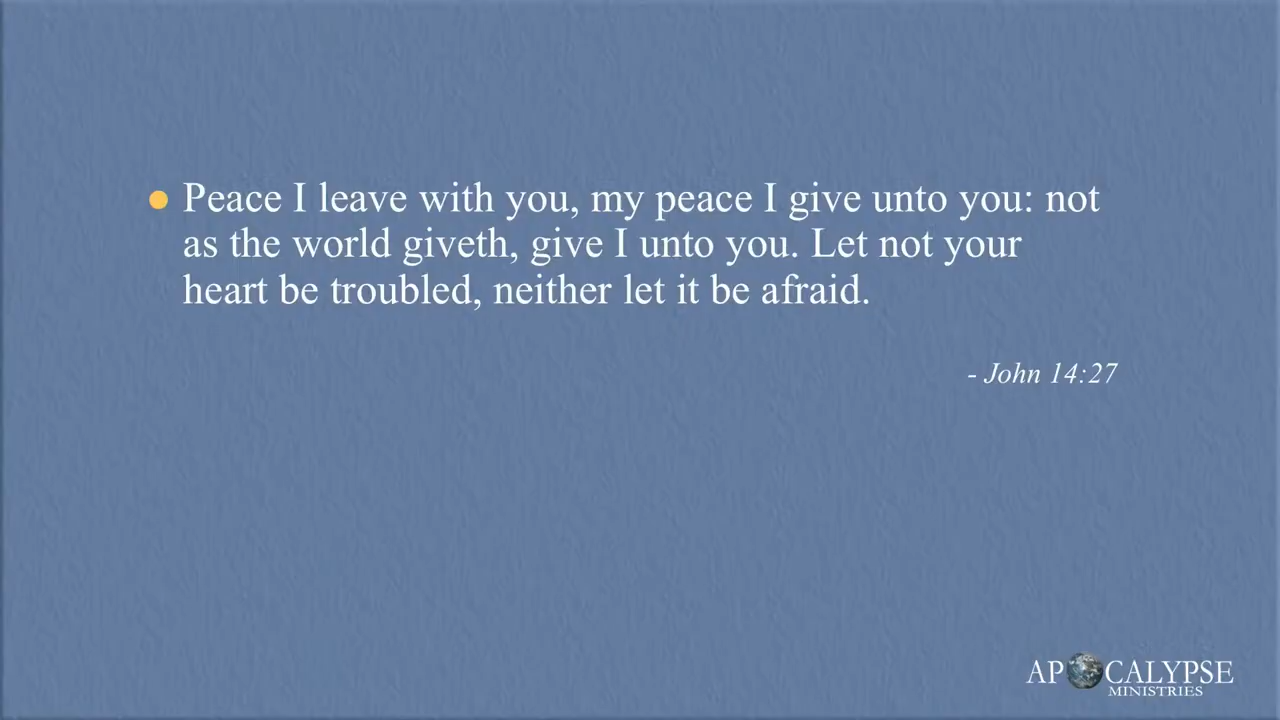 Peace I leave with you, my peace I give unto you: not
as the world giveth, give I unto you. Let not your
heart be troubled, neither let it be afraid.
- John 14:27
APOCALYPSE
MINISTRIES